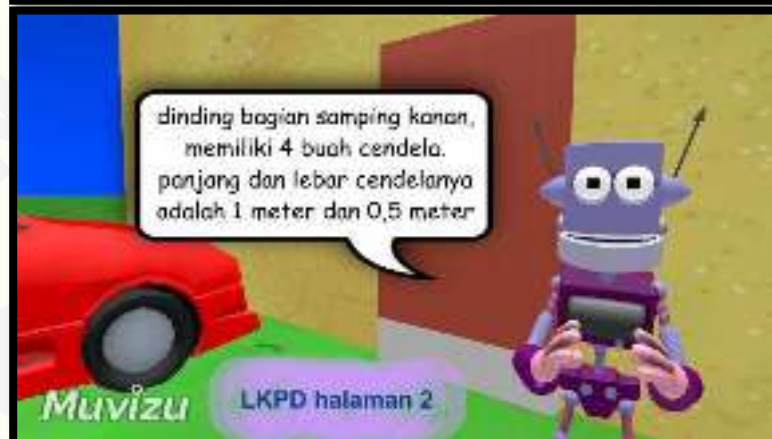 dinding bagian samping kanan,
memiliki 4 buah cendela.
panjang dan lebar cendelanya
adalah 1 meter dan 0,5 meter
Muvizu
LKPD halaman 2